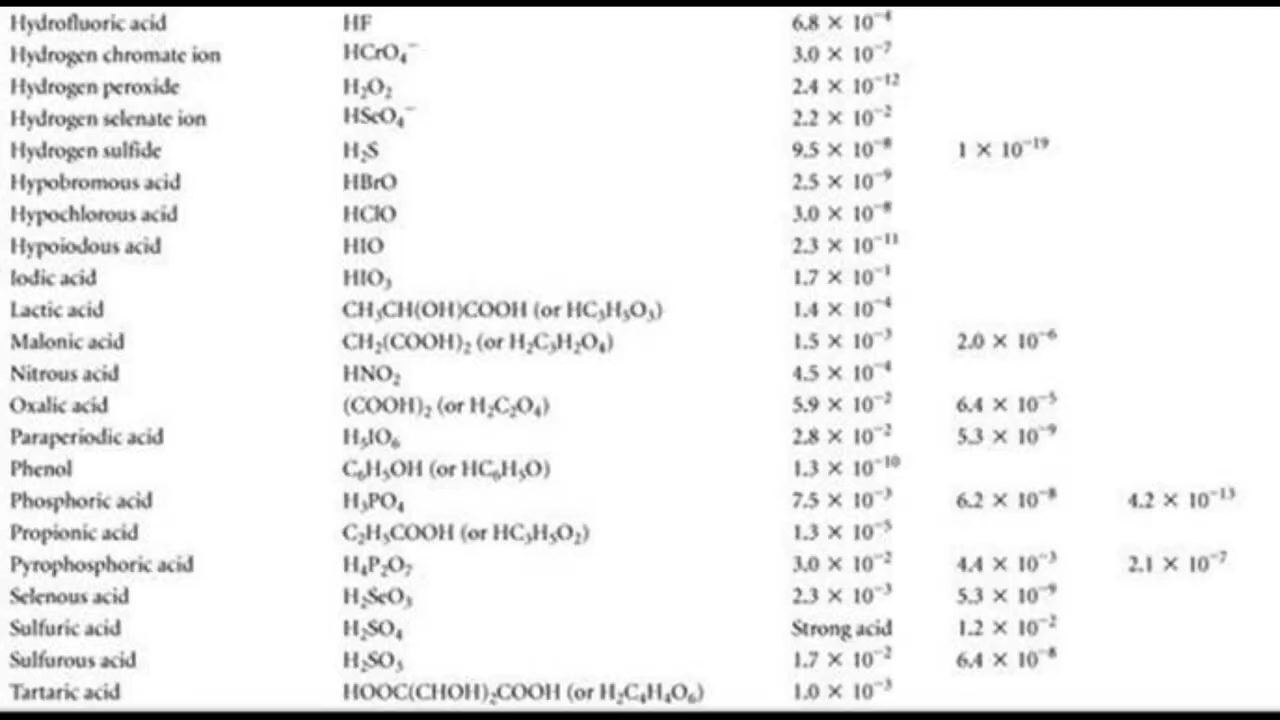 Hydrofluoric acid HF 6.8 × 10⁻⁴
Hydrogen chromate ion HCrO₄⁻ 3.0 × 10⁻⁷
Hydrogen peroxide H₂O₂ 2.4 × 10⁻¹²
Hydrogen selenate ion HSeO₄⁻ 2.2 × 10⁻²
Hydrogen sulfide H₂S 9.5 × 10⁻⁸ 1 × 10⁻¹⁹
Hypobromous acid HBrO 2.5 × 10⁻⁹
Hypochlorous acid HClO 3.0 × 10⁻⁸
Hypoiodous acid HIO 2.3 × 10⁻¹¹
Iodic acid HIO₃ 1.7 × 10⁻¹
Lactic acid CH₃CH(OH)COOH (or HC₃H₅O₃) 1.4 × 10⁻⁴
Malonic acid CH₂(COOH)₂ (or H₂C₃H₂O₄) 1.5 × 10⁻³ 2.0 × 10⁻⁶
Nitrous acid HNO₂ 4.5 × 10⁻⁴
Oxalic acid (COOH)₂ (or H₂C₂O₄) 5.9 × 10⁻² 6.4 × 10⁻⁵
Paraperiodic acid H₅IO₆ 2.8 × 10⁻² 5.3 × 10⁻⁹
Phenol C₆H₅OH (or HC₆H₅O) 1.3 × 10⁻¹⁰
Phosphoric acid H₃PO₄ 7.5 × 10⁻³ 6.2 × 10⁻⁸ 4.2 × 10⁻¹³
Propionic acid C₂H₅COOH (or HC₃H₅O₂) 1.3 × 10⁻⁵
Pyrophosphoric acid H₄P₂O₇ 3.0 × 10⁻² 4.4 × 10⁻³ 2.1 × 10⁻⁷
Selenous acid H₂SeO₃ 2.3 × 10⁻³ 5.3 × 10⁻⁹
Sulfuric acid H₂SO₄ Strong acid 1.2 × 10⁻²
Sulfurous acid H₂SO₃ 1.7 × 10⁻² 6.4 × 10⁻⁸
Tartaric acid HOOC(CHOH)₂COOH (or H₂C₄H₄O₆) 1.0 × 10⁻³